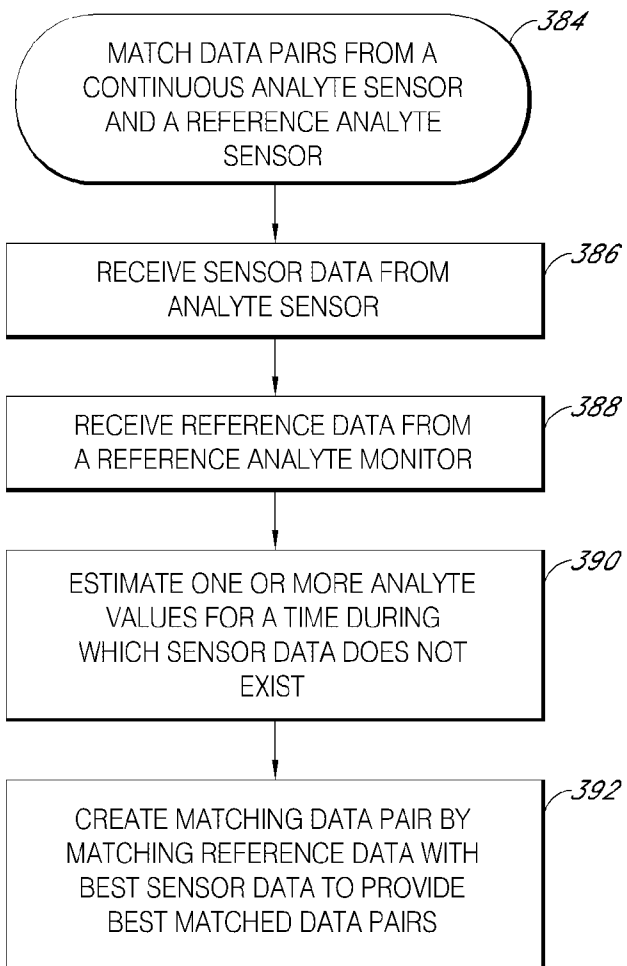 384
MATCH DATA PAIRS FROM A
CONTINUOUS ANALYTE SENSOR
AND A REFERENCE ANALYTE
SENSOR
386
RECEIVE SENSOR DATA FROM
ANALYTE SENSOR
388
RECEIVE REFERENCE DATA FROM
A REFERENCE ANALYTE MONITOR
390
ESTIMATE ONE OR MORE ANALYTE
VALUES FOR A TIME DURING
WHICH SENSOR DATA DOES NOT
EXIST
392
CREATE MATCHING DATA PAIR BY
MATCHING REFERENCE DATA WITH
BEST SENSOR DATA TO PROVIDE
BEST MATCHED DATA PAIRS